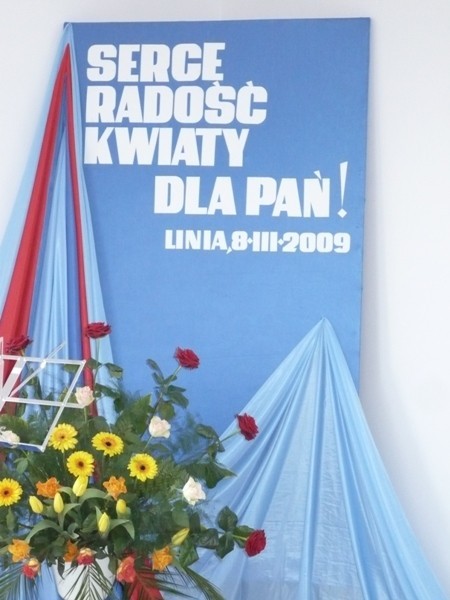 SERCE
RADOŚĆ
KWIATY
DLA PAŃ!
LINIA, 8·III·2009